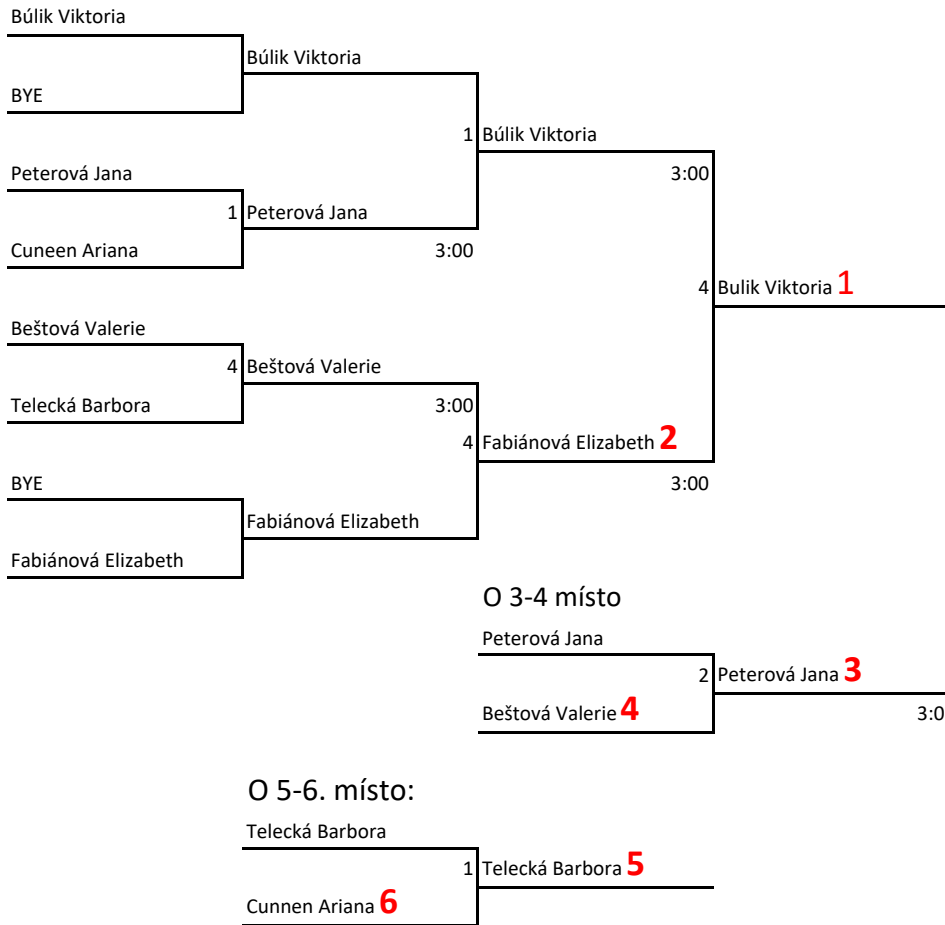 Búlik Viktoria
Búlik Viktoria
BYE
1 Búlik Viktoria
Peterová Jana
3:00
1 Peterová Jana
Cuneen Ariana
3:00
4 Bulik Viktoria 1
Beštová Valerie
4 Beštová Valerie
Telecká Barbora
3:00
4 Fabiánová Elizabeth 2
BYE
3:00
Fabiánová Elizabeth
Fabiánová Elizabeth
O 3-4 místo
Peterová Jana
2 Peterová Jana 3
Beštová Valerie 4
3:0
O 5-6. místo:
Telecká Barbora
1 Telecká Barbora 5
Cunnen Ariana 6